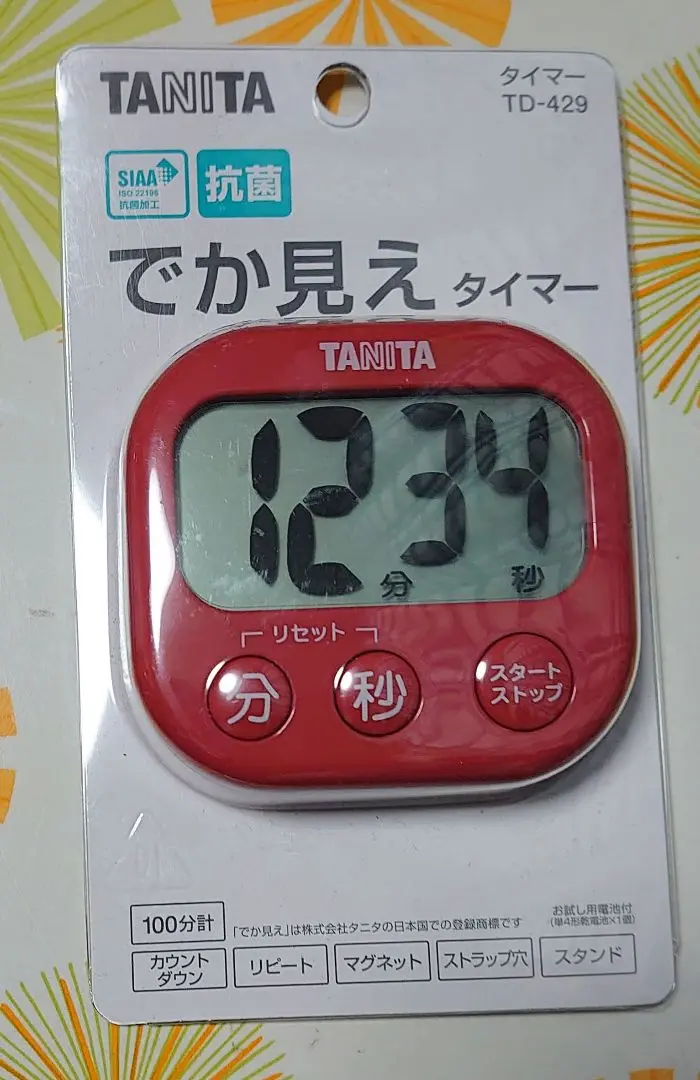 TANITA
タイマー
TD-429
SIAA
ISO 22196
抗菌加工
抗菌
でか見え タイマー
TANITA
12 34
分 秒
リセット
分 秒
スタート
ストップ
100分計
「でか見え」は株式会社タニタの日本国での登録商標です
お試し用電池付
(単4形乾電池×1個)
カウント
ダウン
リピート
マグネット
ストラップ穴
スタンド